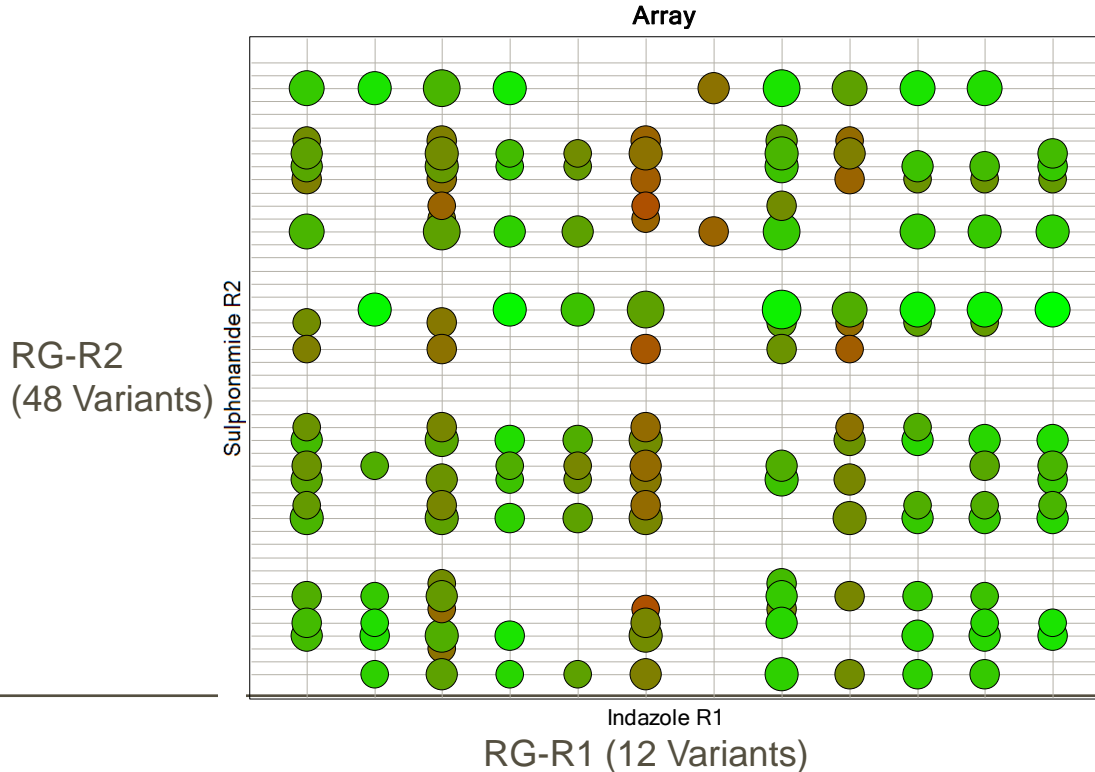 Array
RG-R2
(48 Variants)
Sulphonamide R2
Indazole R1
RG-R1 (12 Variants)